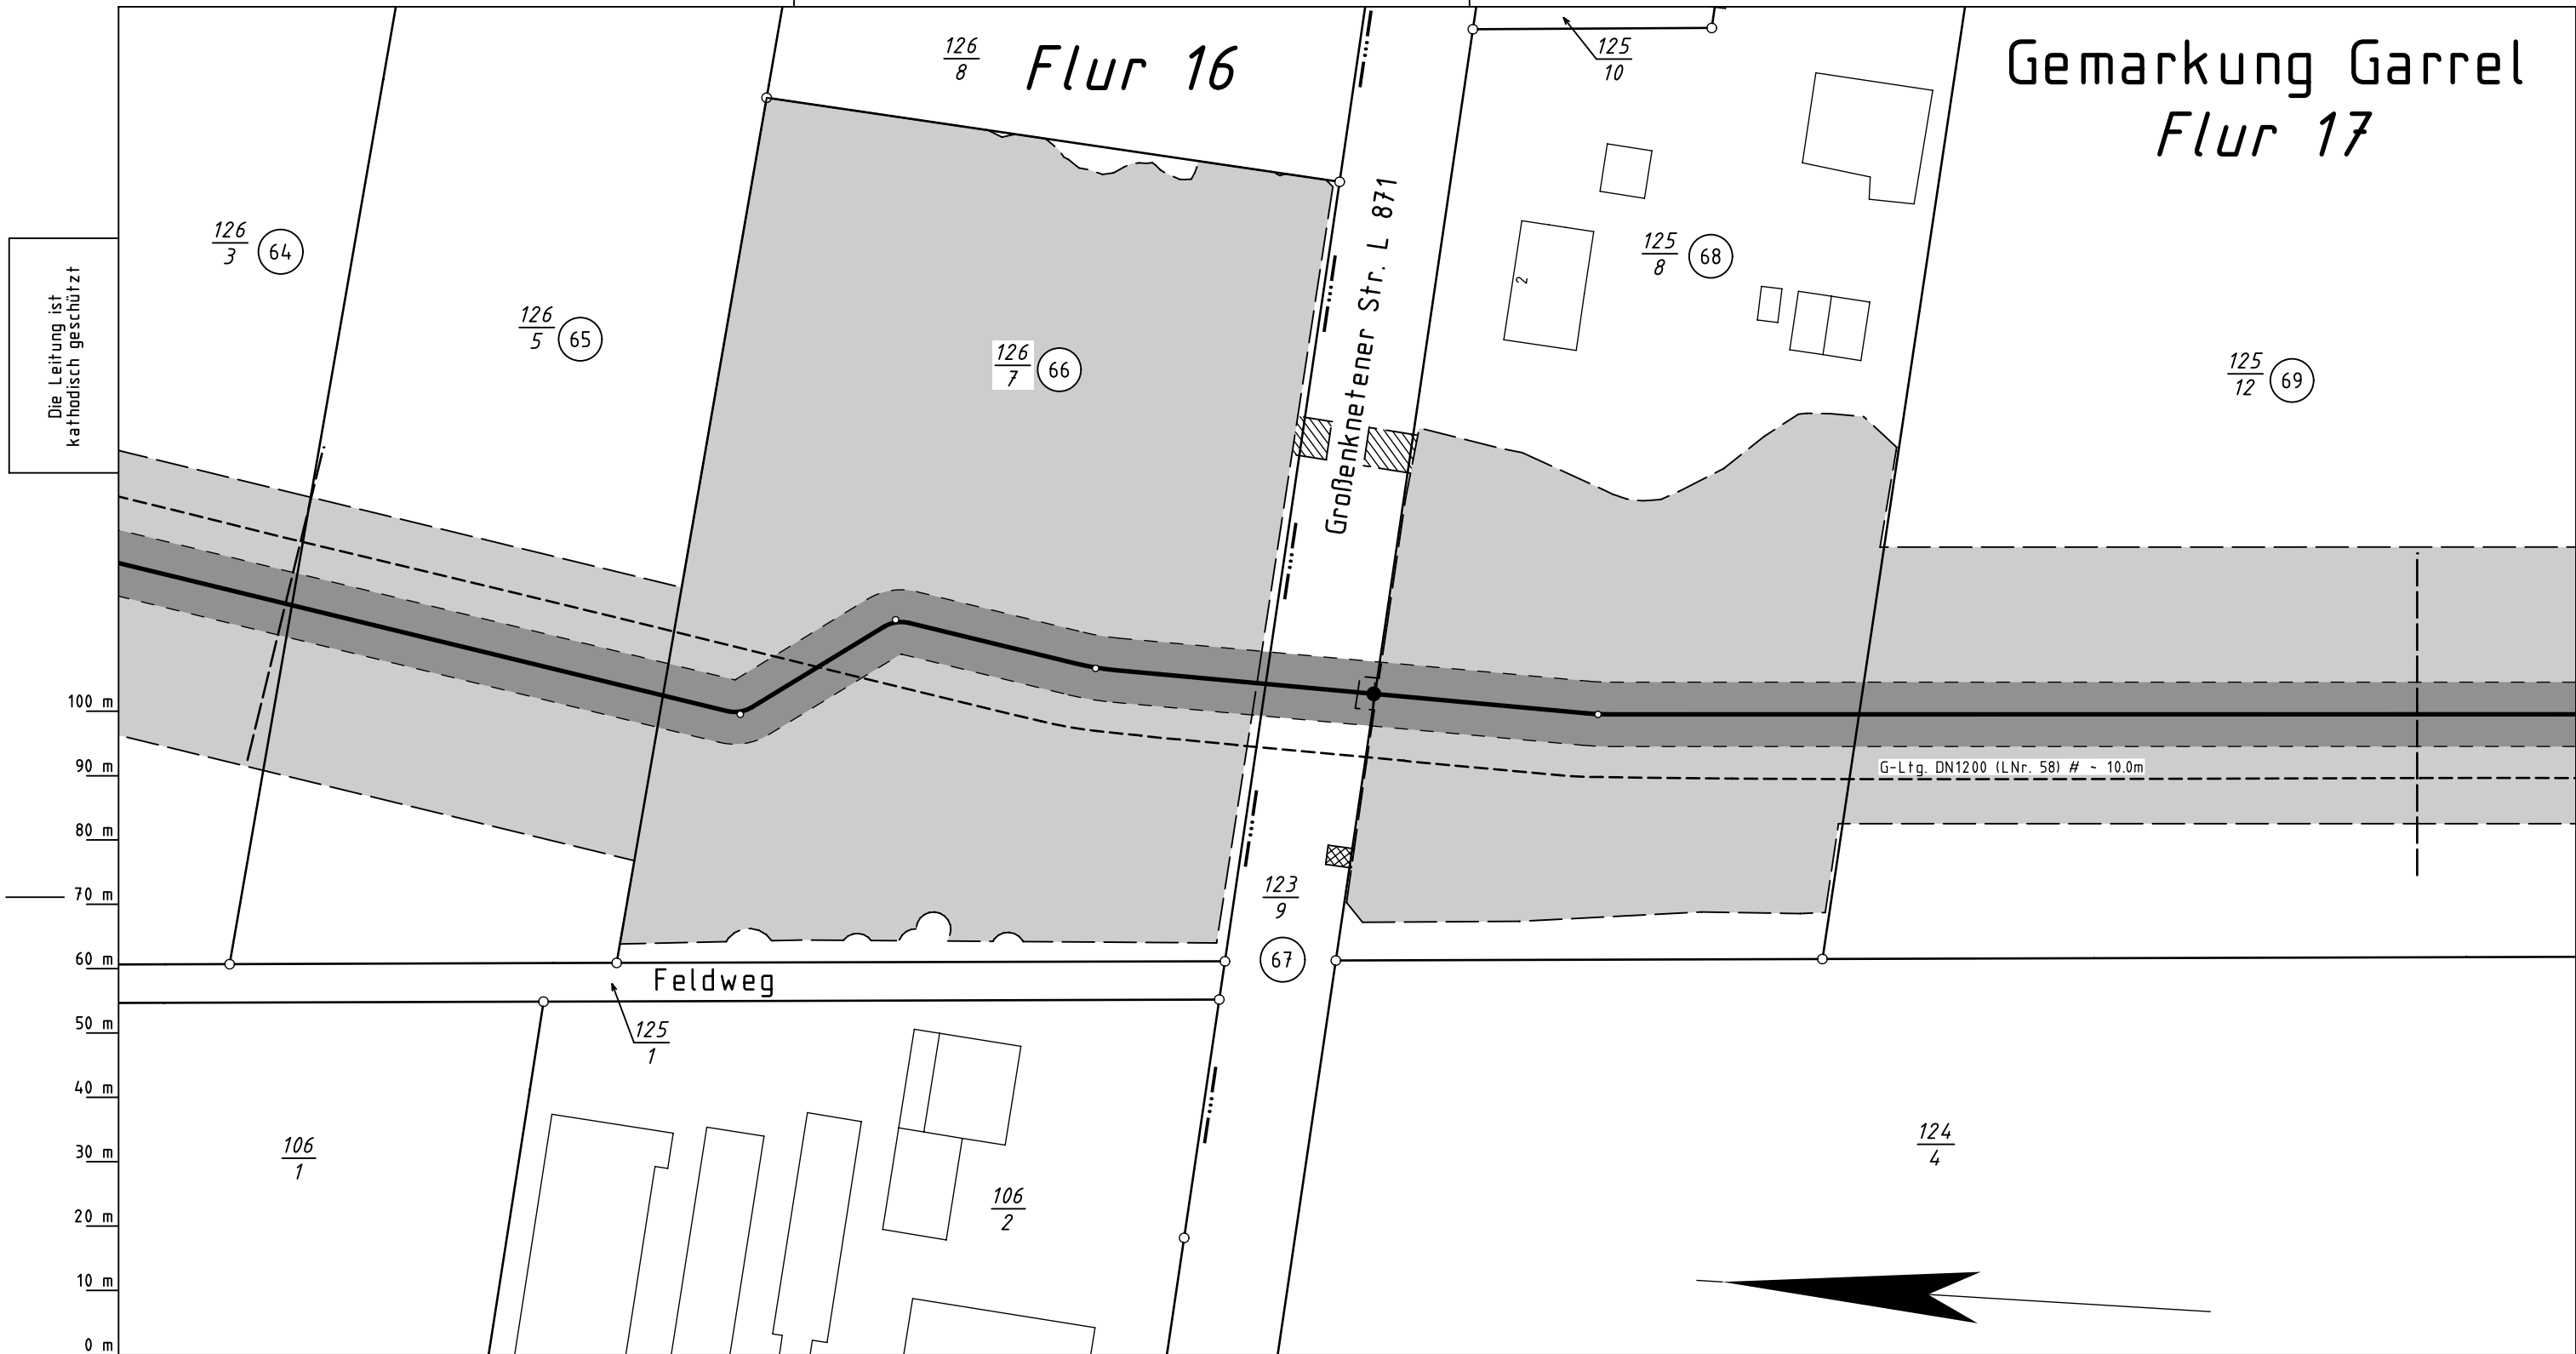 126
8
Flur 16
125
10
Gemarkung Garrel
Flur 17
126
3
64
Die Leitung ist
kathodisch geschützt
126
5
65
126
7
66
Großenknetener Str. L 871
2
125
8
68
125
12
69
100 m
90 m
80 m
70 m
60 m
50 m
40 m
30 m
20 m
10 m
0 m
G-Ltg. DN1200 (LNr. 58) # ~ 10.0m
123
9
67
Feldweg
125
1
106
1
106
2
124
4